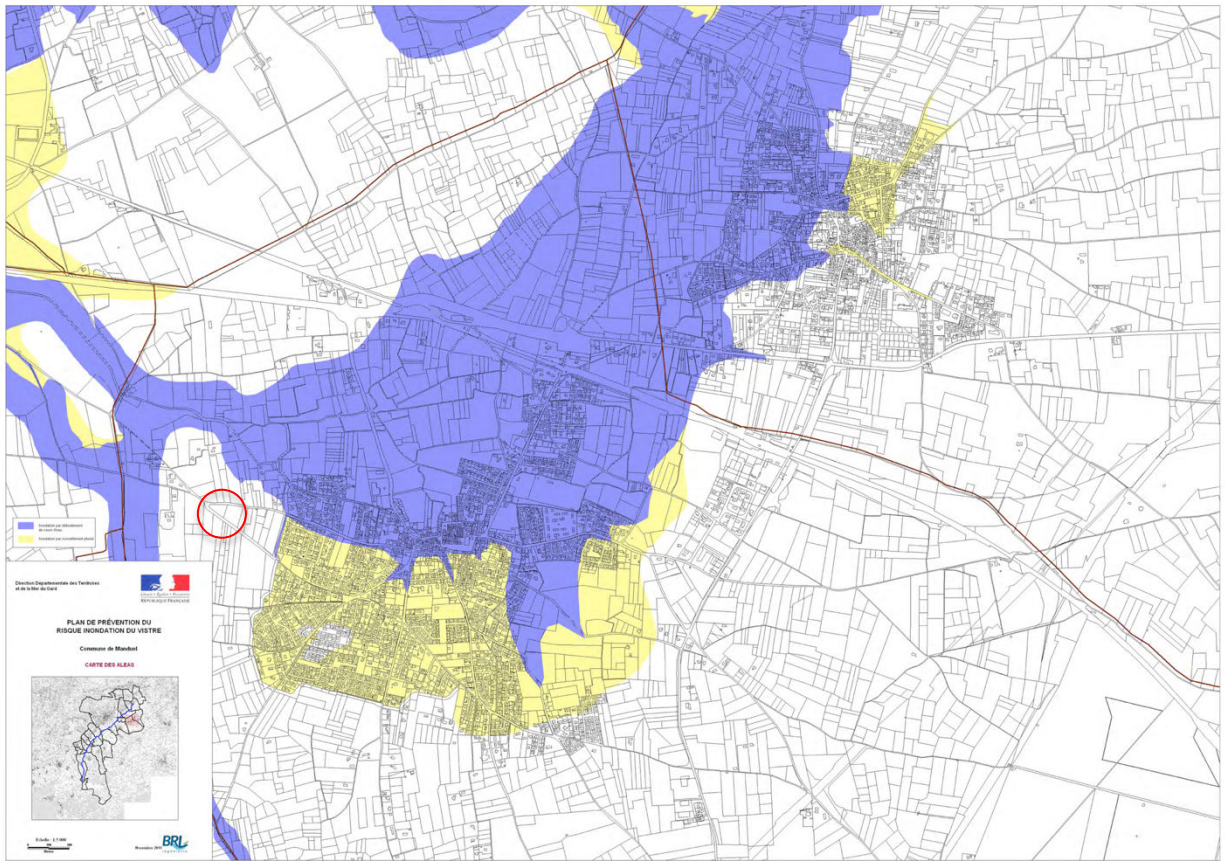 Inondation par débordement
de cours d'eau
Inondation par ruissellement pluvial
Direction Départementale des Territoires
et de la Mer du Gard
Liberté • Égalité • Fraternité
RÉPUBLIQUE FRANÇAISE
PLAN DE PRÉVENTION DU
RISQUE INONDATION DU VISTRE
Commune de Manduel
CARTE DES ALEAS
BRL
Ingénierie